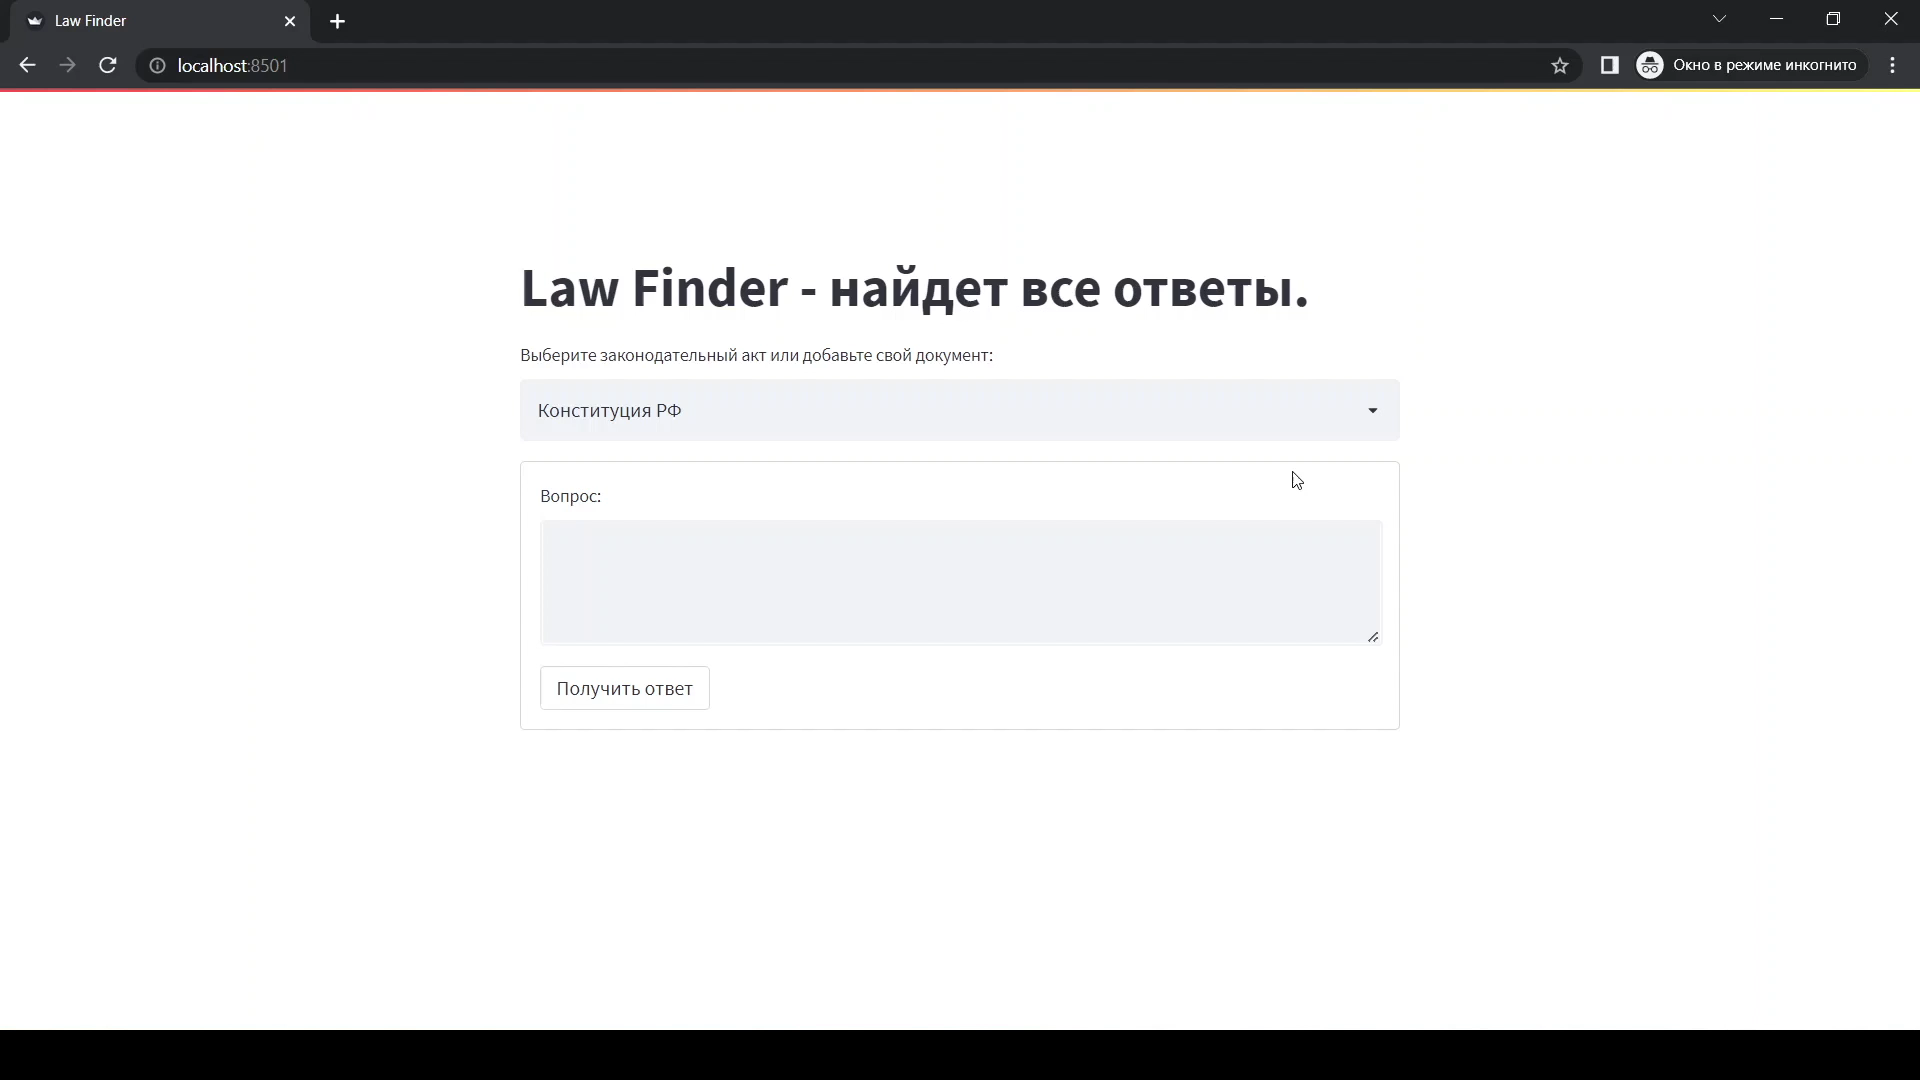 Law Finder
localhost:8501
Окно в режиме инкогнито
Law Finder - найдет все ответы.
Выберите законодательный акт или добавьте свой документ:
Конституция РФ
Вопрос:
Получить ответ